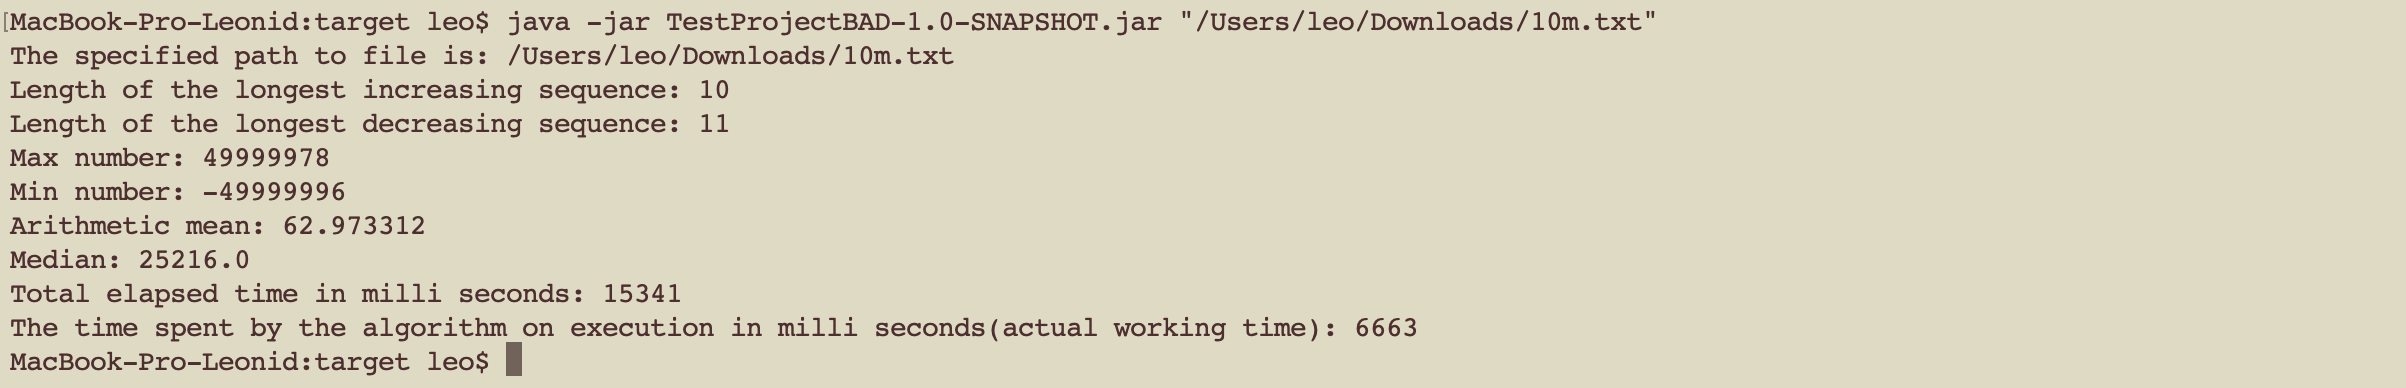 [MacBook-Pro-Leonid:target leo$ java -jar TestProjectBAD-1.0-SNAPSHOT.jar "/Users/leo/Downloads/10m.txt"
The specified path to file is: /Users/leo/Downloads/10m.txt
Length of the longest increasing sequence: 10
Length of the longest decreasing sequence: 11
Max number: 49999978
Min number: -49999996
Arithmetic mean: 62.973312
Median: 25216.0
Total elapsed time in milli seconds: 15341
The time spent by the algorithm on execution in milli seconds(actual working time): 6663
MacBook-Pro-Leonid:target leo$